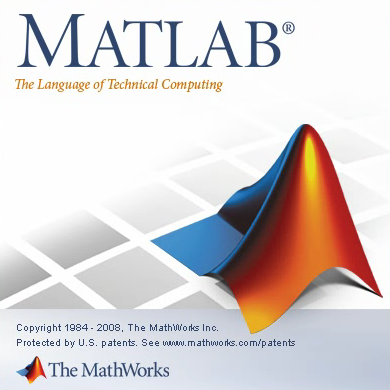 MATLAB®
The Language of Technical Computing
Copyright 1984 - 2008, The MathWorks Inc.
Protected by U.S. patents. See www.mathworks.com/patents
The MathWorks